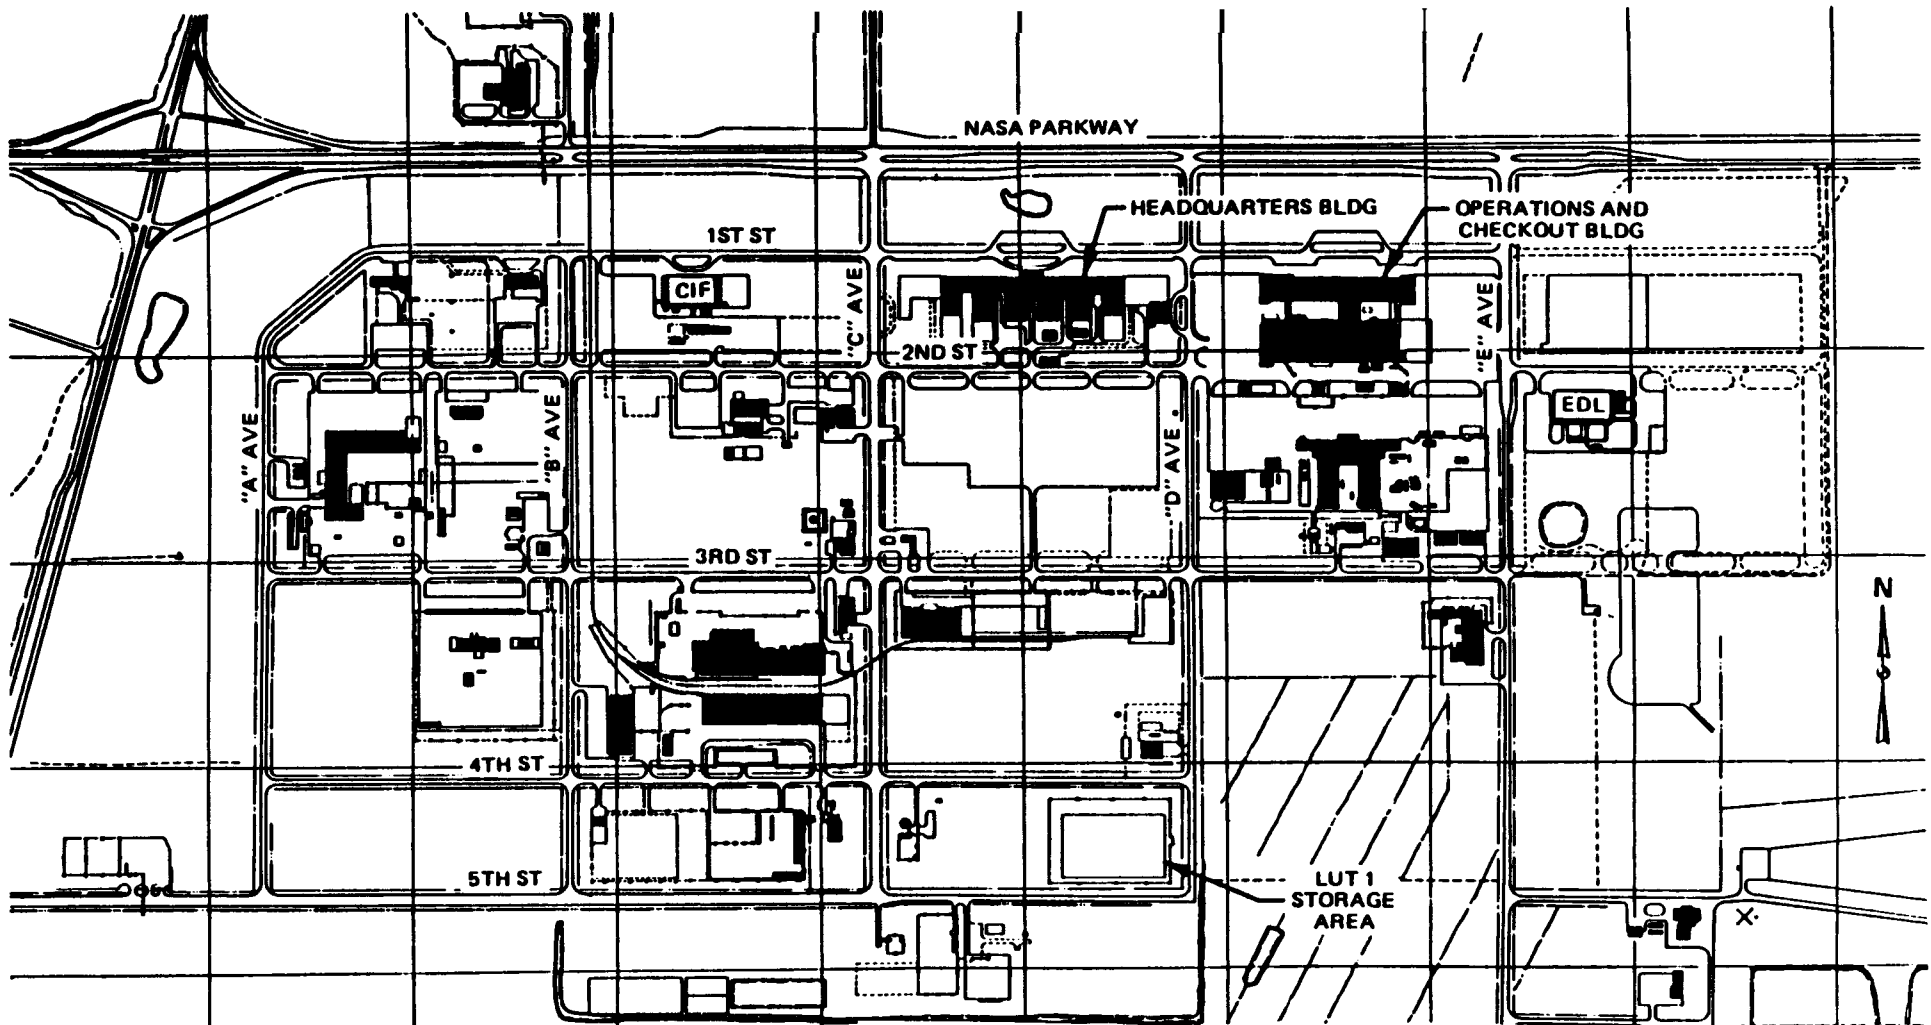 NASA PARKWAY
HEADQUARTERS BLDG
OPERATIONS AND
CHECKOUT BLDG
1ST ST
CIF
"C" AVE
2ND ST
"E" AVE
"A" AVE
"B" AVE
"D" AVE
EDL
3RD ST
N
4TH ST
5TH ST
LUT 1
STORAGE
AREA